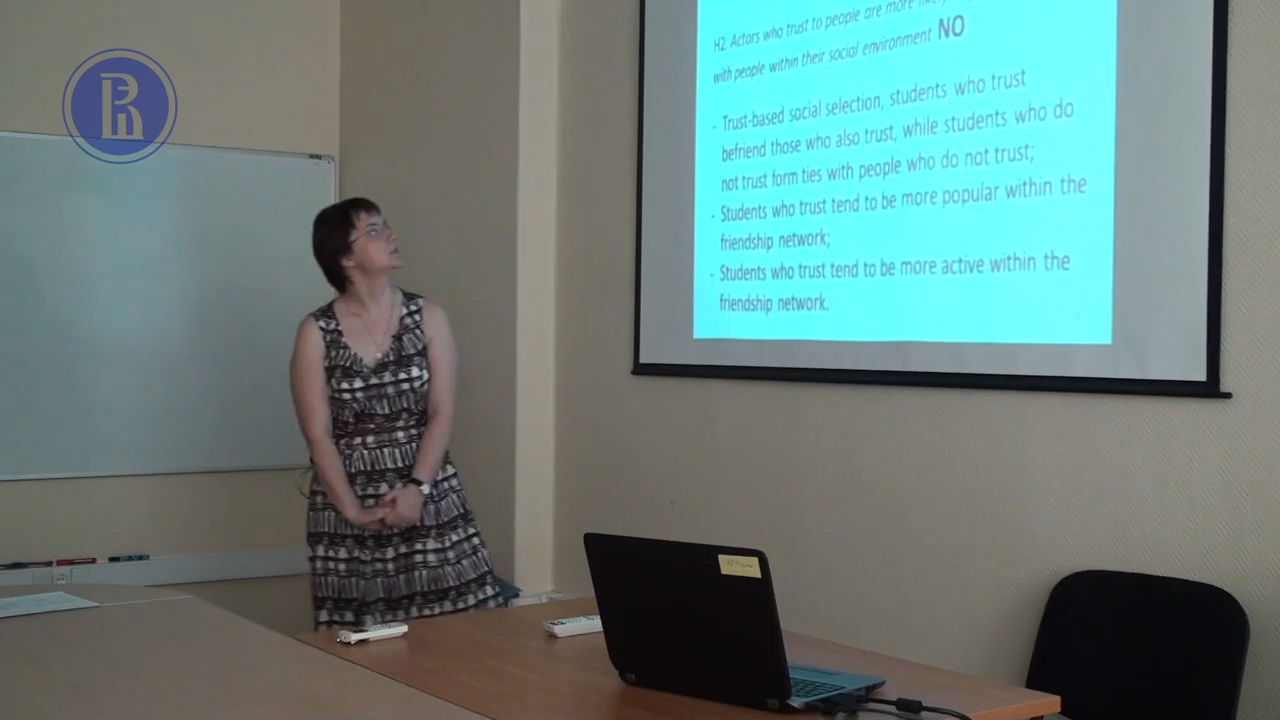 H2. Actors who trust to people are more likely
with people within their social environment NO
- Trust-based social selection, students who trust
befriend those who also trust, while students who do
not trust form ties with people who do not trust;
- Students who trust tend to be more popular within the
friendship network;
- Students who trust tend to be more active within the
friendship network.